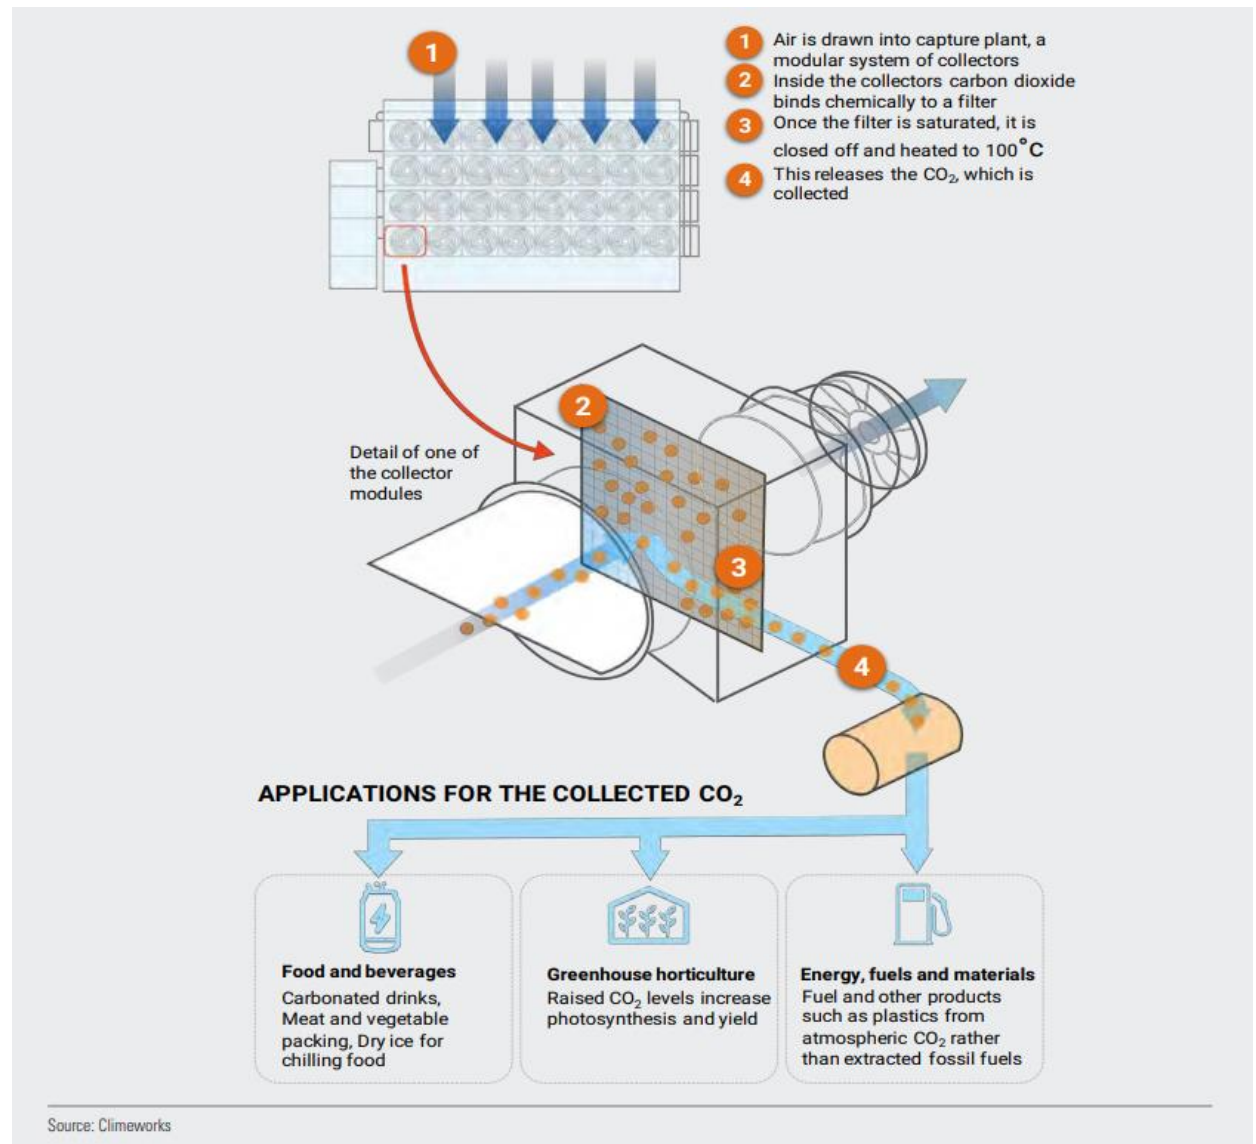 1
1 Air is drawn into capture plant, a
modular system of collectors
2 Inside the collectors carbon dioxide
binds chemically to a filter
3 Once the filter is saturated, it is
closed off and heated to 100°C
4 This releases the CO₂, which is
collected
2
Detail of one of
the collector
modules
3
4
APPLICATIONS FOR THE COLLECTED CO₂
Food and beverages
Carbonated drinks,
Meat and vegetable
packing, Dry ice for
chilling food
Greenhouse horticulture
Raised CO₂ levels increase
photosynthesis and yield
Energy, fuels and materials
Fuel and other products
such as plastics from
atmospheric CO₂ rather
than extracted fossil fuels
Source: Climeworks